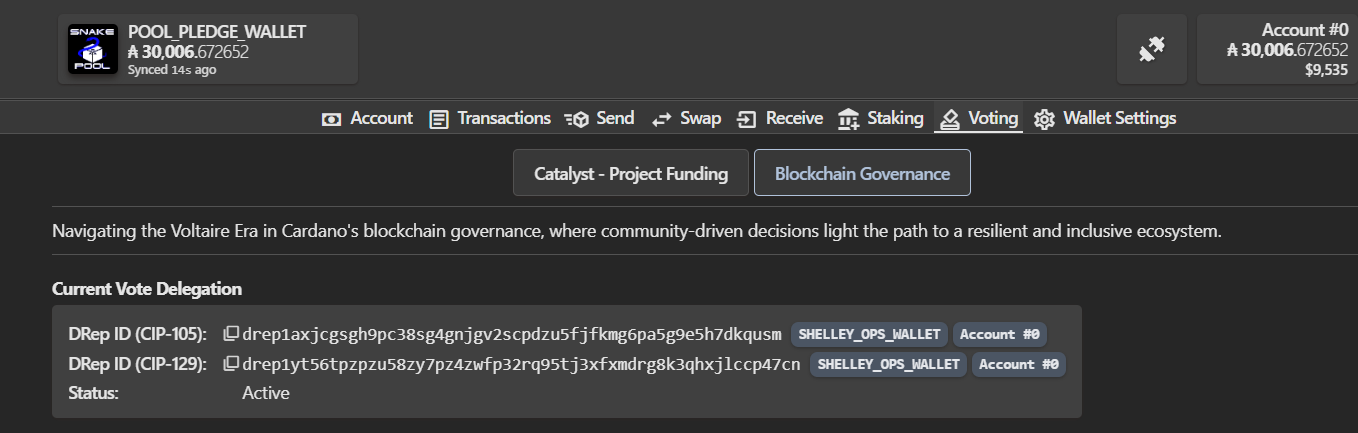 SNAKE
POOL
POOL_PLEDGE_WALLET
₳ 30,006.672652
Synced 14s ago
Account #0
₳ 30,006.672652
$9,535
Account Transactions Send Swap Receive Staking Voting Wallet Settings
Catalyst - Project Funding Blockchain Governance
Navigating the Voltaire Era in Cardano's blockchain governance, where community-driven decisions light the path to a resilient and inclusive ecosystem.
Current Vote Delegation
DRep ID (CIP-105): drep1axjcgsgh9pc38sg4gnjgv2scpdzu5fjfkmg6pa5g9e5h7dkqusm SHELLEY_OPS_WALLET Account #0
DRep ID (CIP-129): drep1yt56tpzpzu58zy7pz4zwfp32rq95tj3xfxmdrg8k3qhxjlccp47cn SHELLEY_OPS_WALLET Account #0
Status: Active